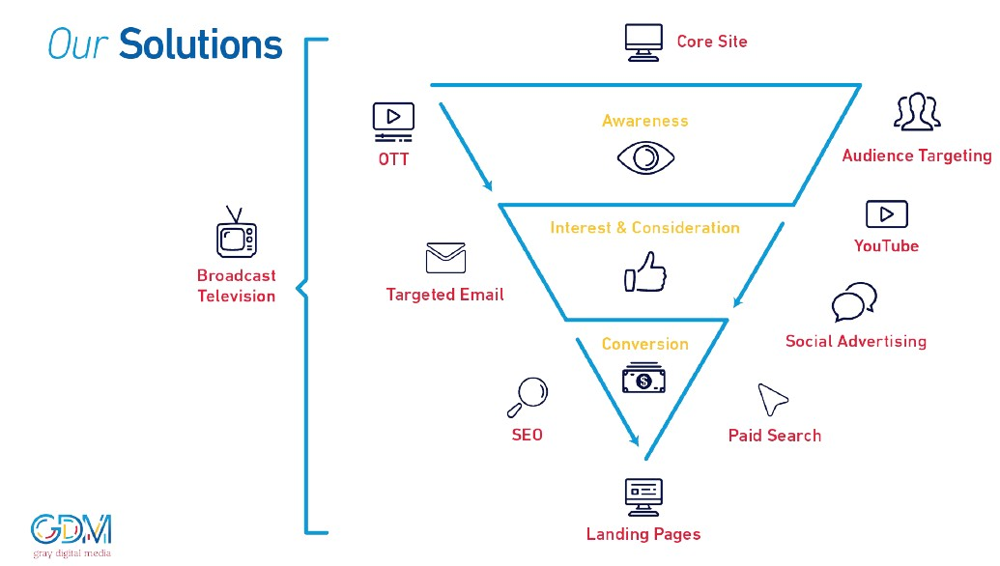 Our Solutions
Core Site
Awareness
OTT
Audience Targeting
Interest & Consideration
YouTube
Broadcast
Television
Targeted Email
Social Advertising
Conversion
$
SEO
Paid Search
Landing Pages
GDM
gray digital media